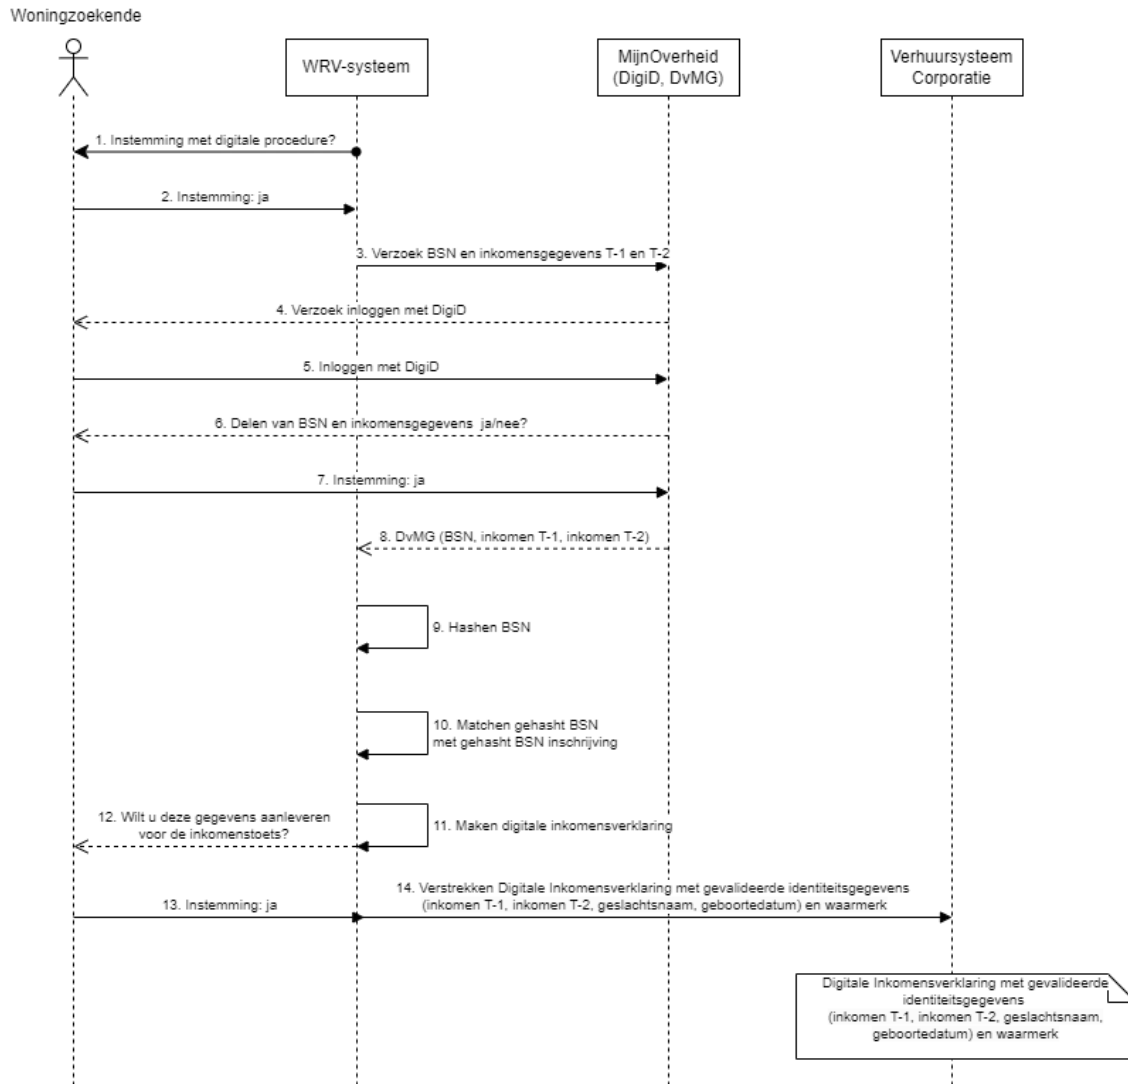 Woningzoekende
WRV-systeem
MijnOverheid
(DigiD, DvMG)
Verhuursysteem
Corporatie
1. Instemming met digitale procedure?
2. Instemming: ja
3. Verzoek BSN en inkomensgegevens T-1 en T-2
4. Verzoek inloggen met DigiD
5. Inloggen met DigiD
6. Delen van BSN en inkomensgegevens ja/nee?
7. Instemming: ja
8. DvMG (BSN, inkomen T-1, inkomen T-2)
9. Hashen BSN
10. Matchen gehasht BSN
met gehasht BSN inschrijving
12. Wilt u deze gegevens aanleveren
voor de inkomenstoets?
11. Maken digitale inkomensverklaring
13. Instemming: ja
14. Verstrekken Digitale Inkomensverklaring met gevalideerde identiteitsgegevens
(inkomen T-1, inkomen T-2, geslachtsnaam, geboortedatum) en waarmerk
Digitale Inkomensverklaring met gevalideerde
identiteitsgegevens
(inkomen T-1, inkomen T-2, geslachtsnaam,
geboortedatum) en waarmerk